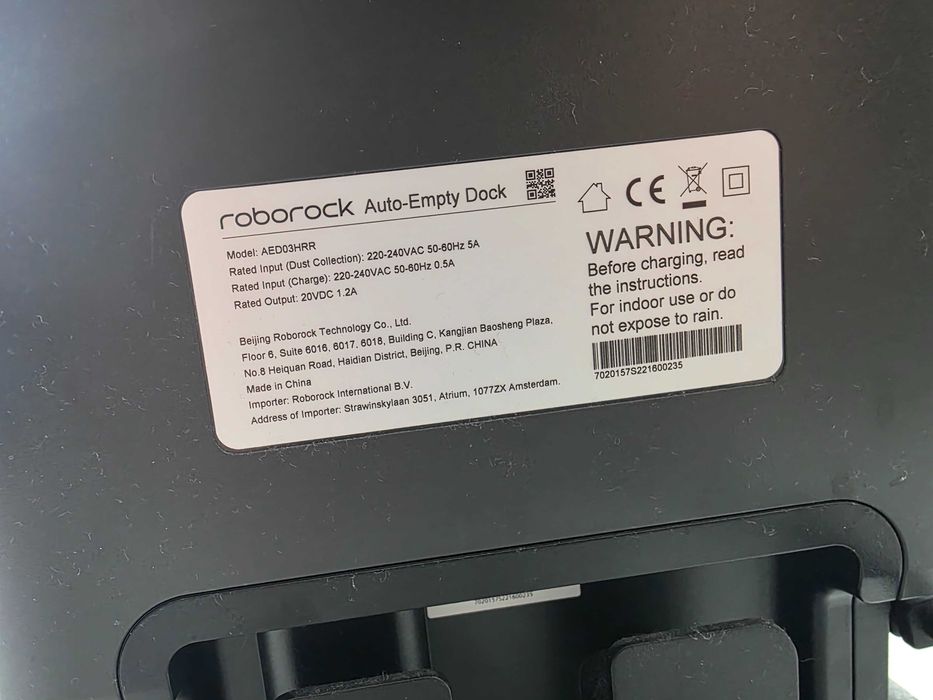 roborock Auto-Empty Dock
Model: AED03HRR
Rated Input (Dust Collection): 220-240VAC 50-60Hz 5A
Rated Input (Charge): 220-240VAC 50-60Hz 0.5A
Rated Output: 20VDC 1.2A
Beijing Roborock Technology Co., Ltd.
Floor 6, Suite 6016, 6017, 6018, Building C, Kangjian Baosheng Plaza,
No.8 Heiquan Road, Haidian District, Beijing, P.R. CHINA
Made in China
Importer: Roborock International B.V.
Address of Importer: Strawinskylaan 3051, Atrium, 1077ZX Amsterdam.
CE
WARNING:
Before charging, read
the instructions.
For indoor use or do
not expose to rain.
7020157S221600235
7020157S221600235